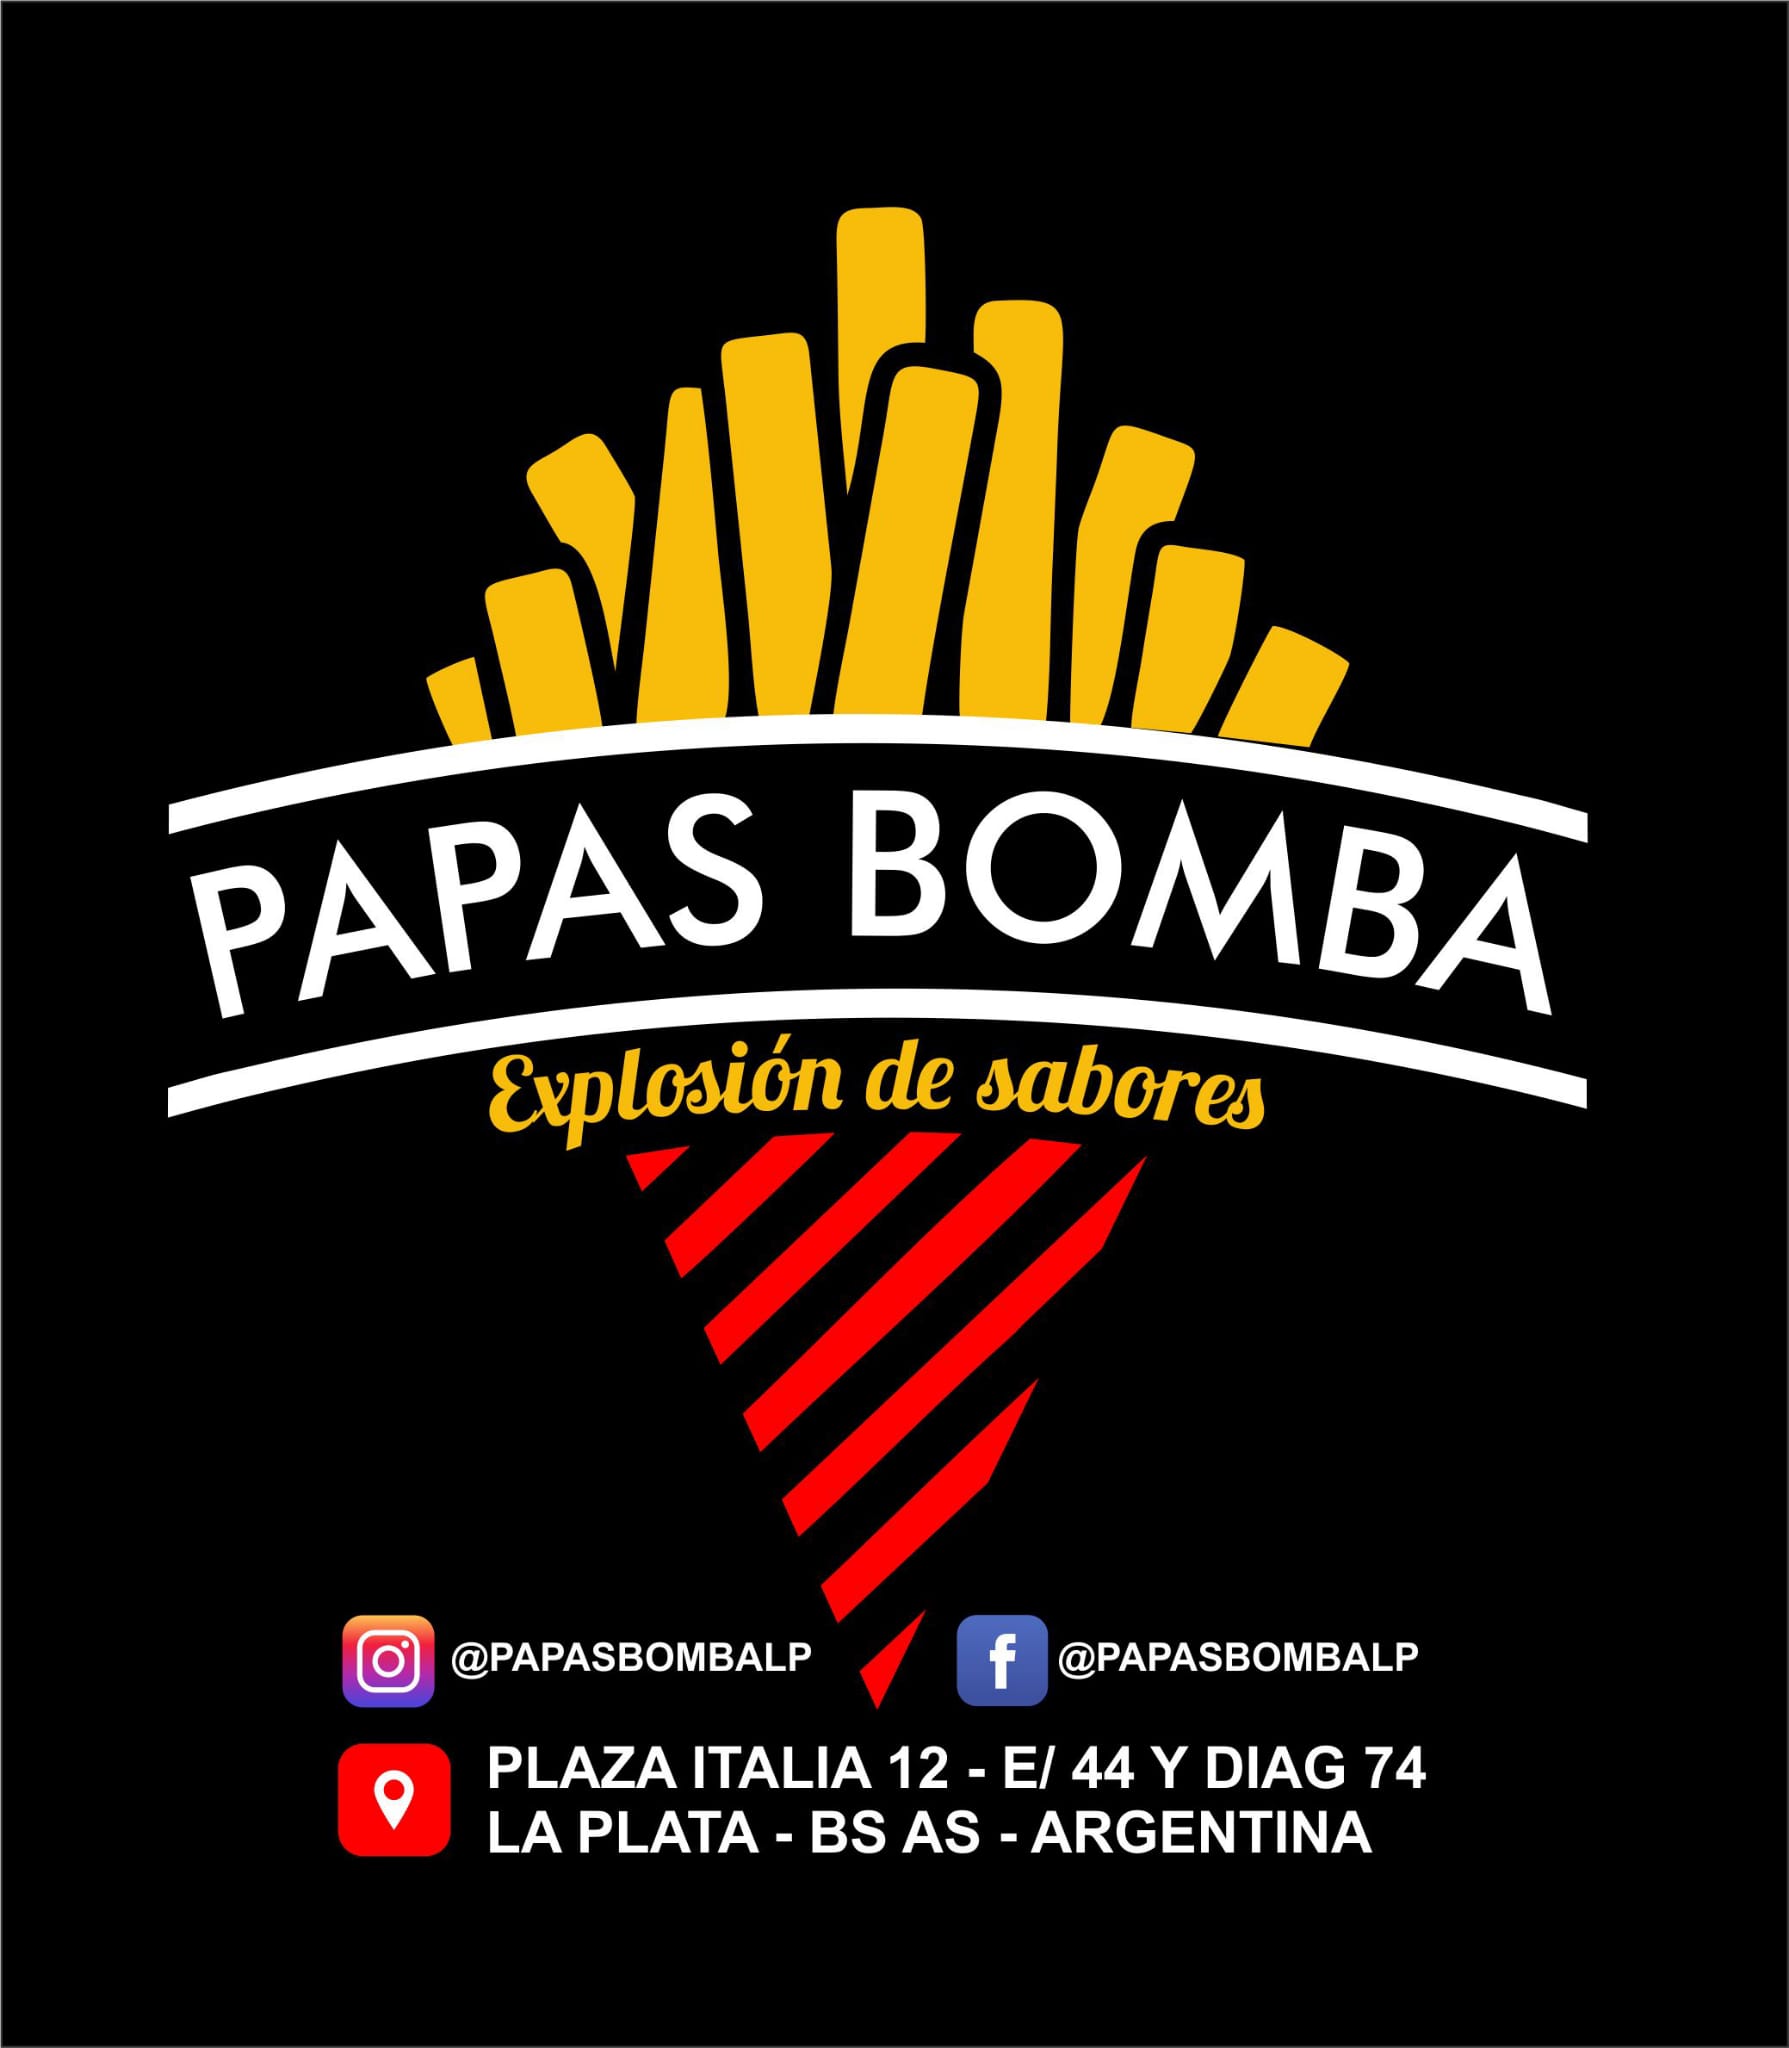 PAPAS BOMBA
Explosión de sabores
@PAPASBOMBALP
@PAPASBOMBALP
PLAZA ITALIA 12 - E/ 44 Y DIAG 74
LA PLATA - BS AS - ARGENTINA